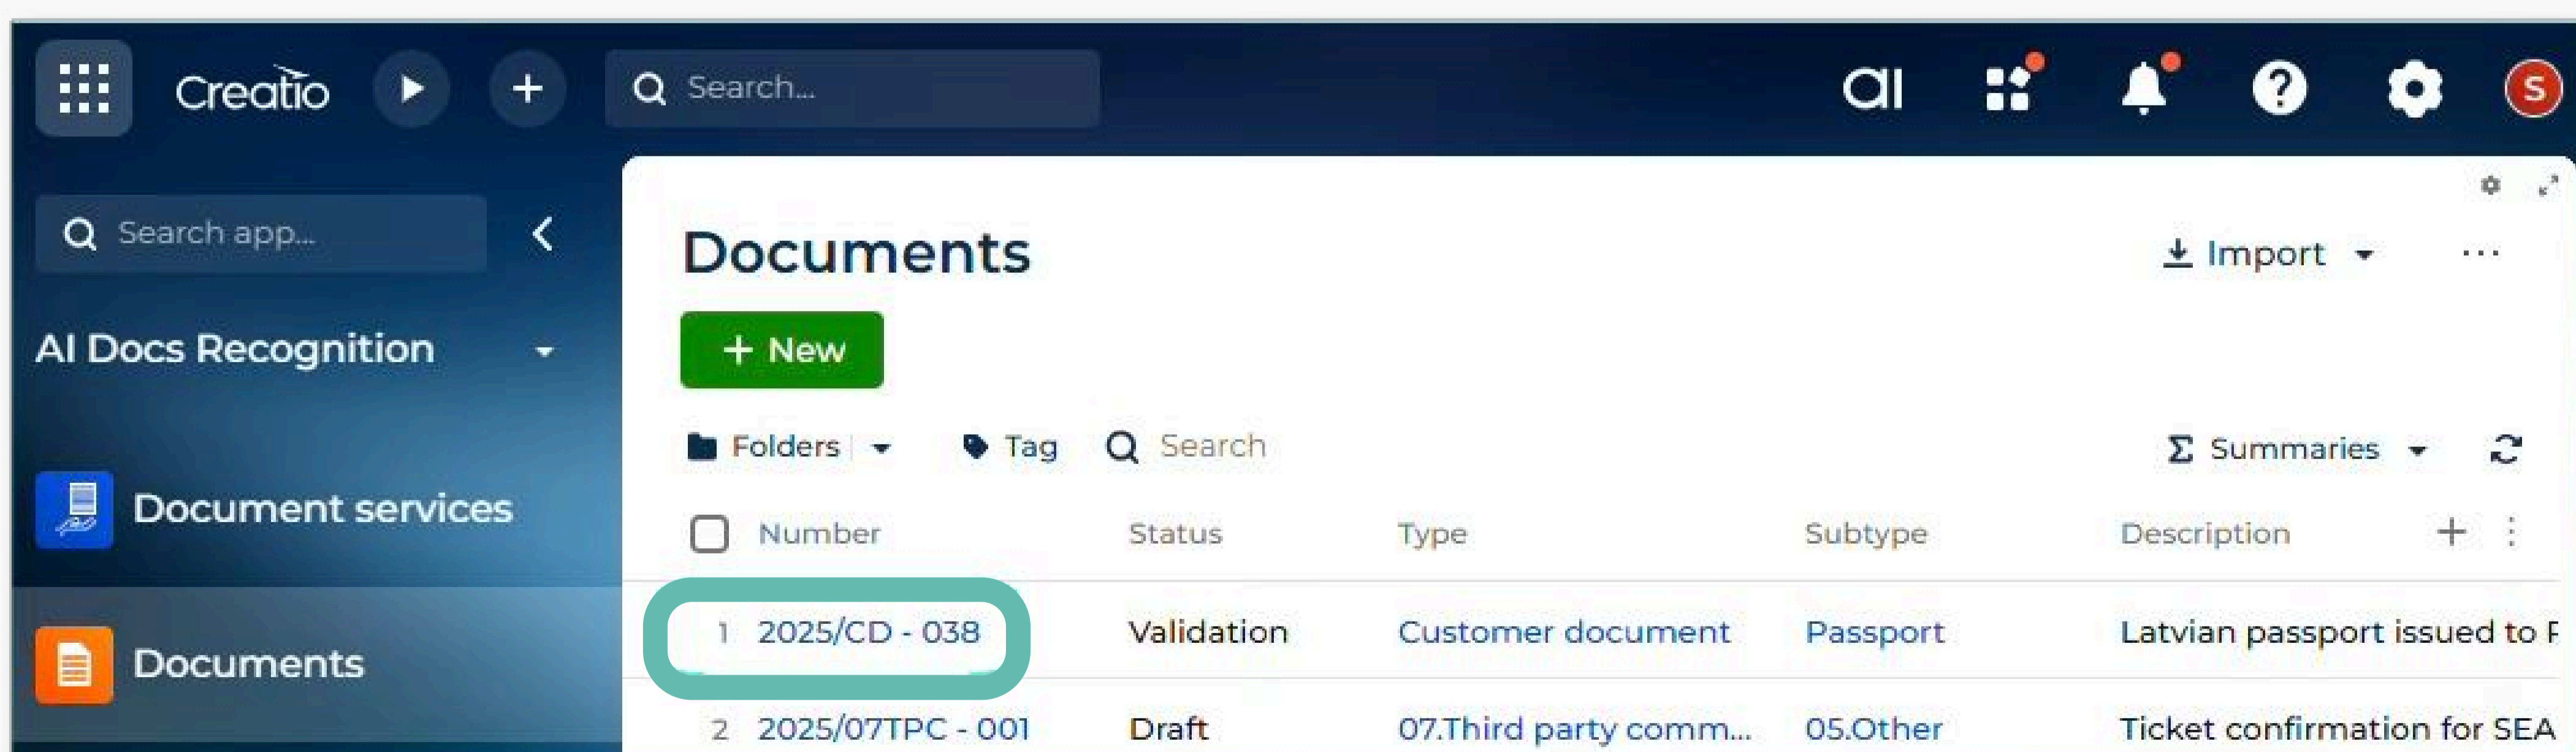 Creatio
Search...
ai
S
Search app...
AI Docs Recognition
Document services
Documents
Documents
Import
...
+ New
Folders
Tag
Search
Σ Summaries
Number Status Type Subtype Description +
1 2025/CD - 038 Validation Customer document Passport Latvian passport issued to
2 2025/07TPC - 001 Draft 07.Third party comm... 05.Other Ticket confirmation for SEA